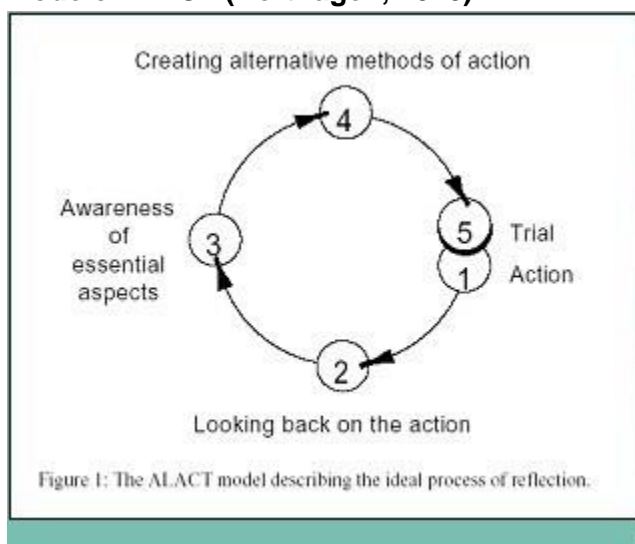 Creating alternative methods of action
4
Awareness
of
essential
aspects
3
5
Trial
1
Action
2
Looking back on the action
Figure 1: The ALACT model describing the ideal process of reflection.